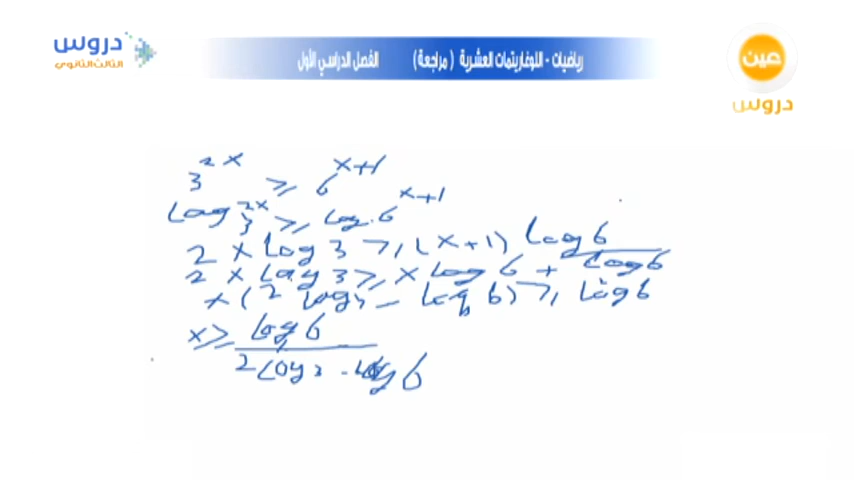 دروس
الثالث الثانوي
رياضيات - اللوغاريتمات العشرية ( مراجعة ) الفصل الدراسي الأول
عين
دروس
3^2x ≥ 6^x+1
Log 3^2x ≥ Log 6^x+1
2x Log 3 ≥ (x+1) Log 6
2x Log 3 ≥ x Log 6 + Log 6
x(2 Log 3 - Log 6) ≥ Log 6
x ≥ Log 6
2 Log 3 - Log 6